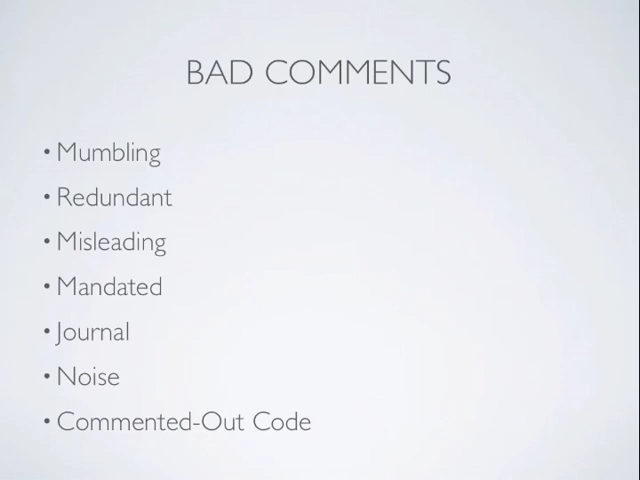 BAD COMMENTS
• Mumbling
• Redundant
• Misleading
• Mandated
• Journal
• Noise
• Commented-Out Code